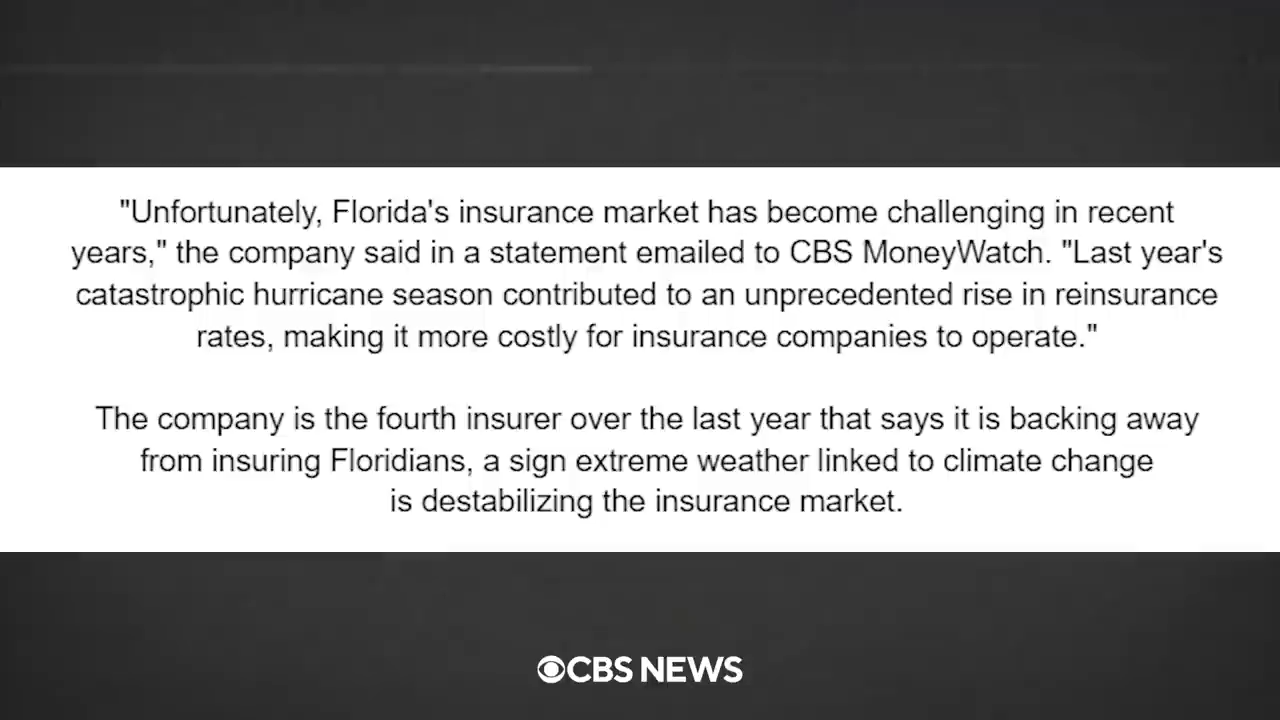 "Unfortunately, Florida's insurance market has become challenging in recent
years," the company said in a statement emailed to CBS MoneyWatch. "Last year's
catastrophic hurricane season contributed to an unprecedented rise in reinsurance
rates, making it more costly for insurance companies to operate."
The company is the fourth insurer over the last year that says it is backing away
from insuring Floridians, a sign extreme weather linked to climate change
is destabilizing the insurance market.
CBS NEWS